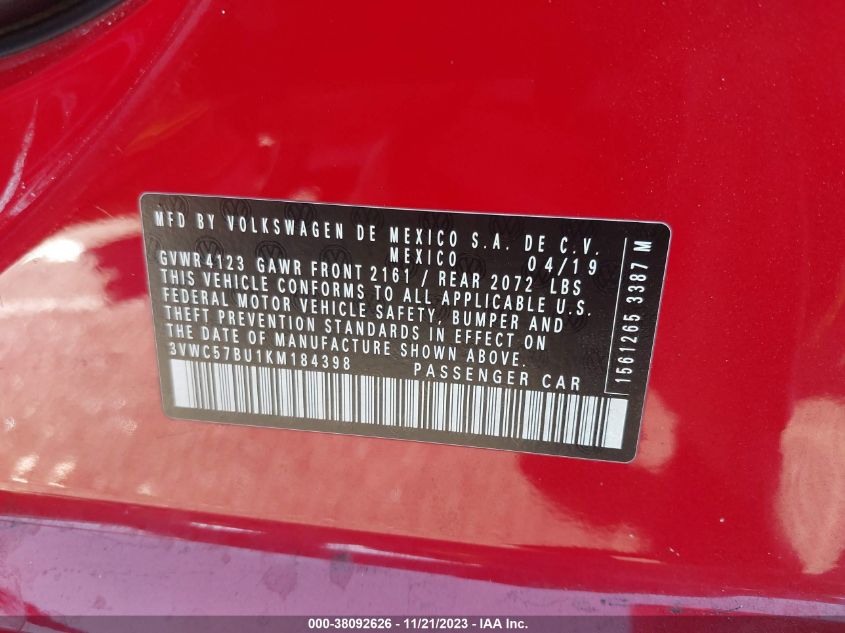 MFD BY VOLKSWAGEN DE MEXICO S.A. DE C.V.
MEXICO 04/19
GVWR 4123 GAWR FRONT 2161 / REAR 2072 LBS
THIS VEHICLE CONFORMS TO ALL APPLICABLE U.S.
FEDERAL MOTOR VEHICLE SAFETY, BUMPER AND
THEFT PREVENTION STANDARDS IN EFFECT ON
THE DATE OF MANUFACTURE SHOWN ABOVE.
3VWC57BU1KM184398 PASSENGER CAR
1561265 3387 M
000-38092626 - 11/21/2023 - IAA Inc.